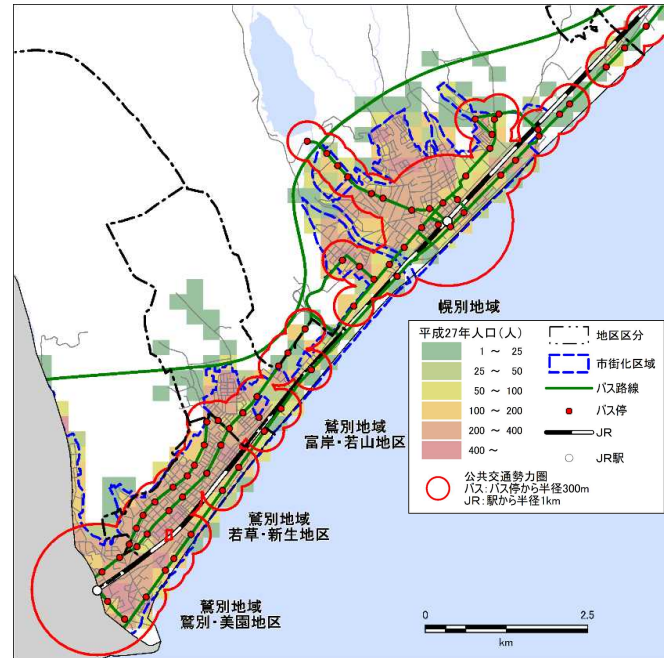 幌別地域
平成27年人口(人)
1 ～ 25
25 ～ 50
50 ～ 100
100 ～ 200
200 ～ 400
400 ～
地区区分
市街化区域
バス路線
バス停
JR
JR駅
公共交通勢力圏
バス：バス停から半径300m
JR：駅から半径1km
鷲別地域
富岸・若山地区
鷲別地域
若草・新生地区
鷲別地域
鷲別・美園地区
0 2.5
km